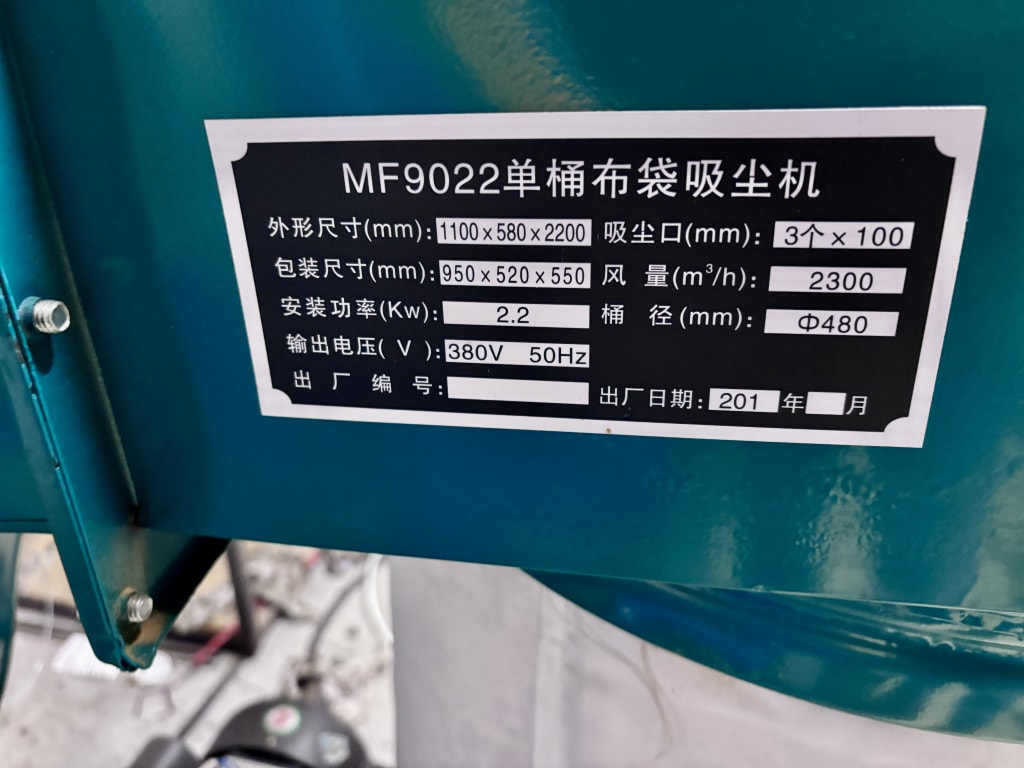 MF9022单桶布袋吸尘机
外形尺寸(mm): 1100×580×2200 吸尘口(mm): 3个×100
包装尺寸(mm): 950×520×550 风 量(m³/h): 2300
安装功率(Kw): 2.2 桶 径(mm): Φ480
输出电压( V ): 380V 50Hz
出 厂 编 号: 出厂日期: 201 年 月